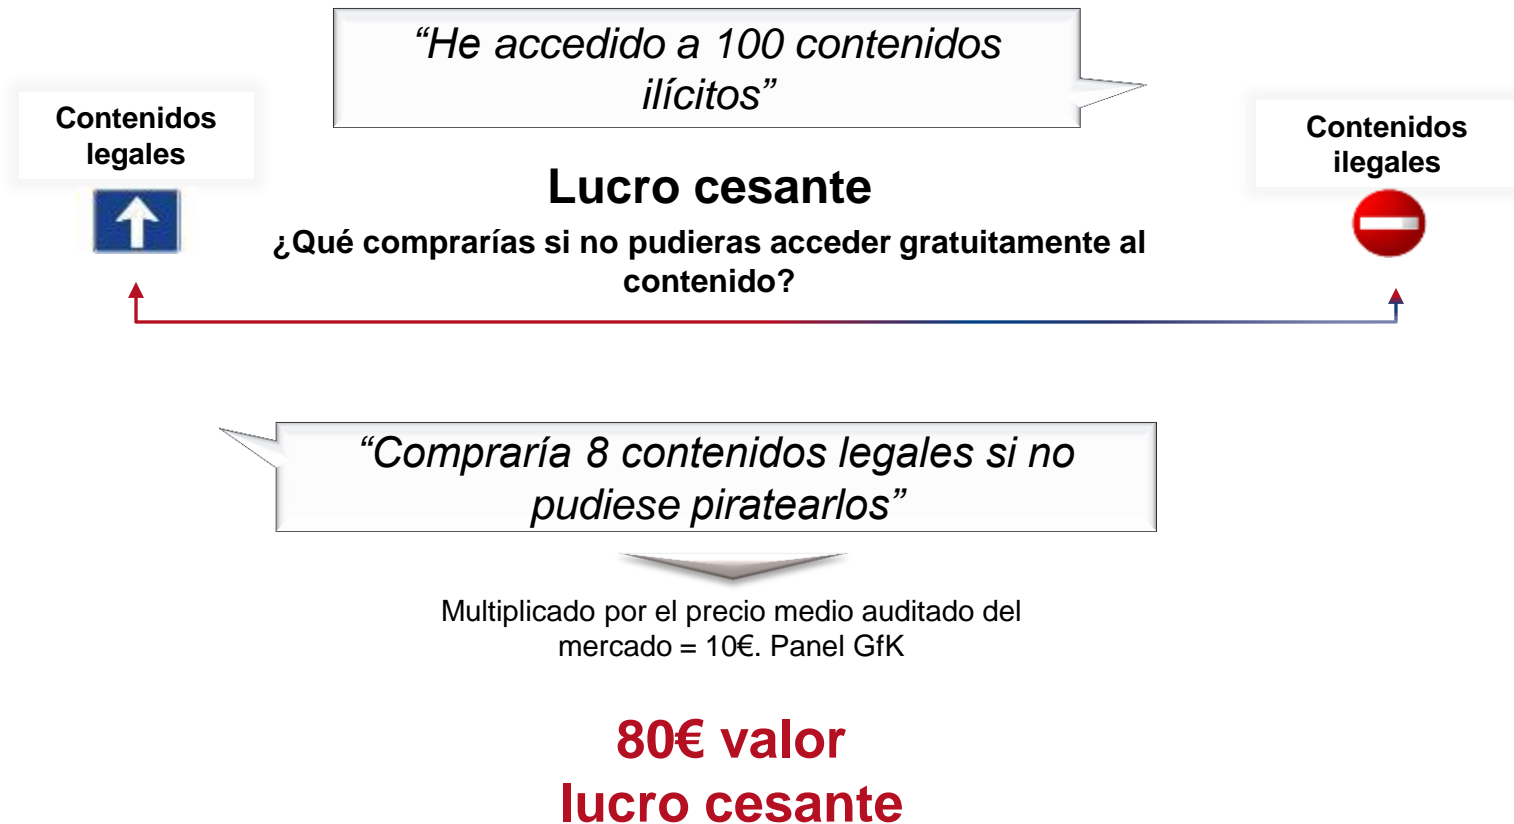 “He accedido a 100 contenidos
ilícitos”
Contenidos
legales
Contenidos
ilegales
Lucro cesante
¿Qué comprarías si no pudieras acceder gratuitamente al
contenido?
“Compraría 8 contenidos legales si no
pudiese piratearlos”
Multiplicado por el precio medio auditado del
mercado = 10€. Panel GfK
80€ valor
lucro cesante